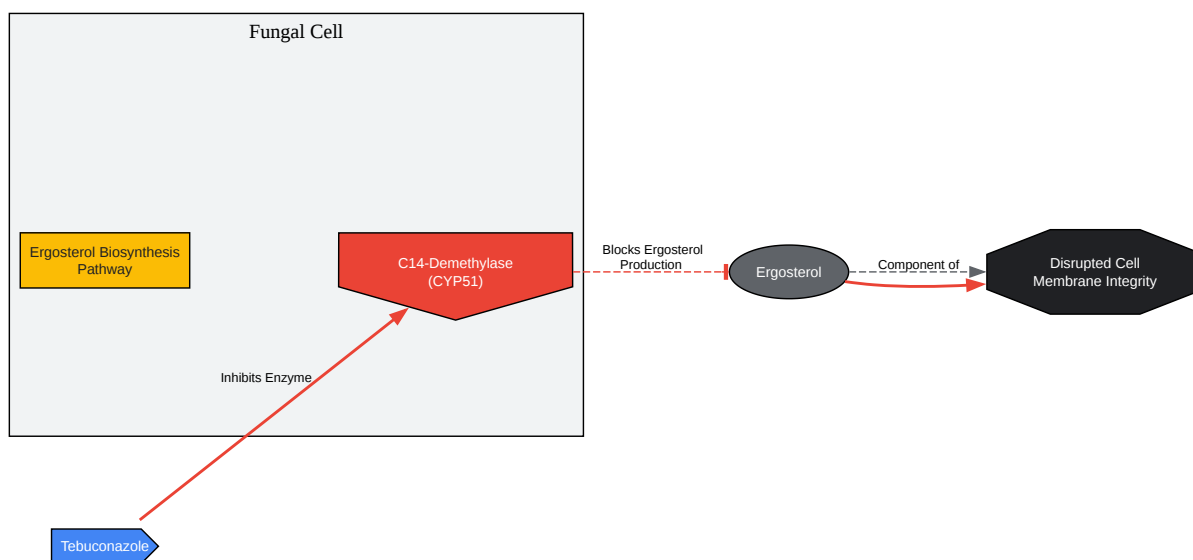 Fungal Cell
Ergosterol Biosynthesis
Pathway
C14-Demethylase
(CYP51)
Blocks Ergosterol
Production
Ergosterol
Component of
Disrupted Cell
Membrane Integrity
Inhibits Enzyme
Tebuconazole